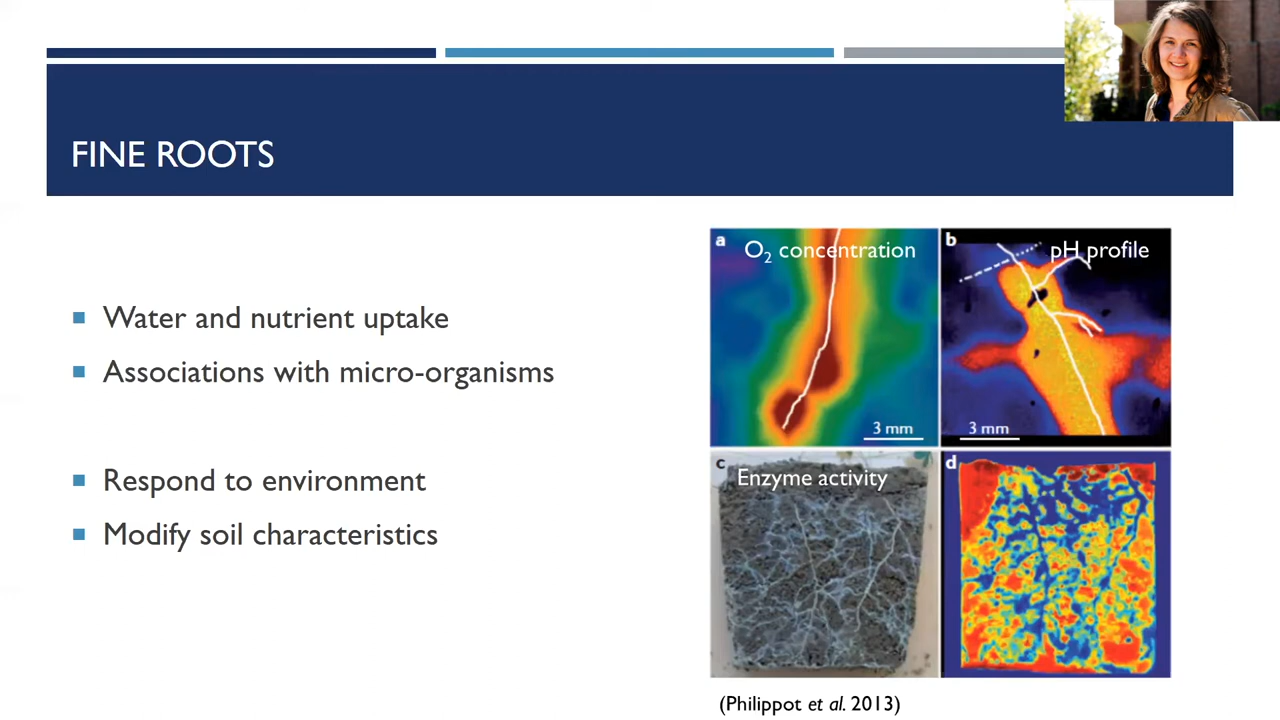 FINE ROOTS
Water and nutrient uptake
Associations with micro-organisms
Respond to environment
Modify soil characteristics
a
O₂ concentration
3 mm
b
pH profile
3 mm
c
Enzyme activity
d
(Philippot et al. 2013)